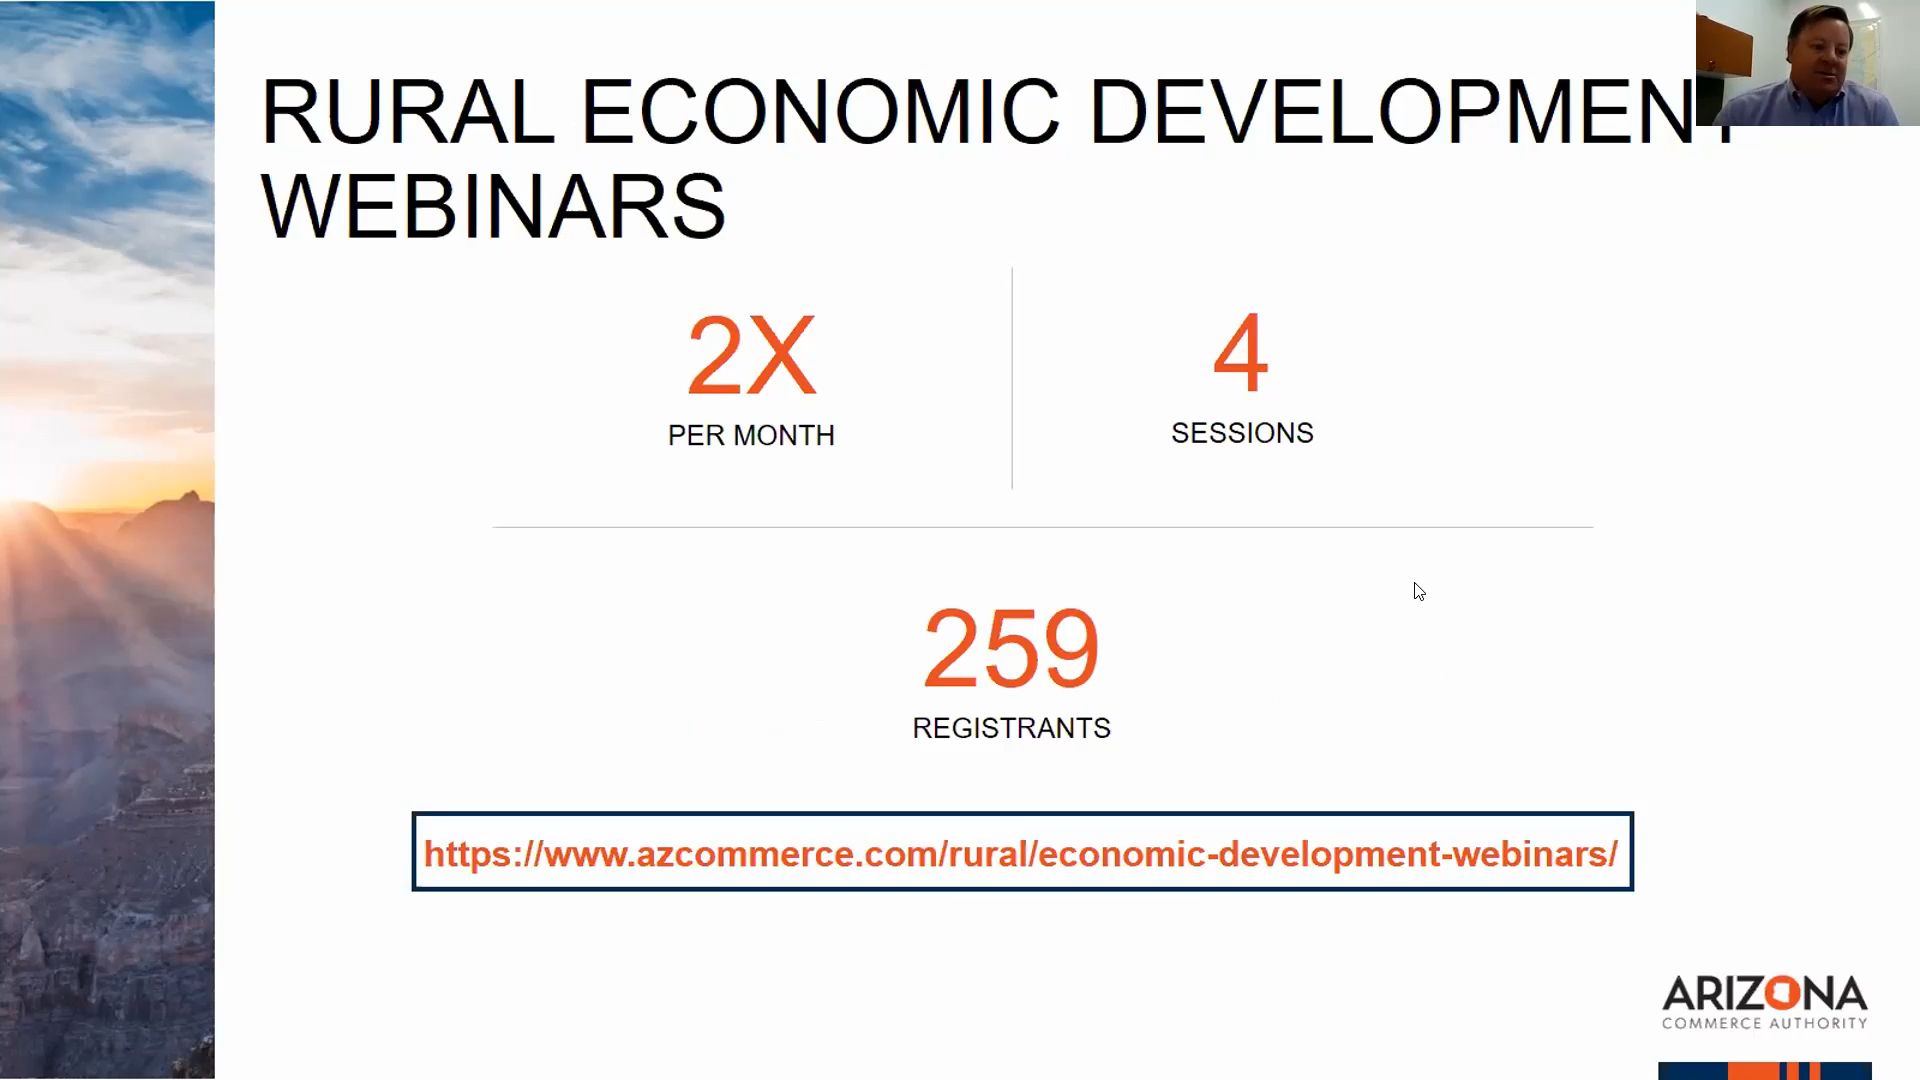 RURAL ECONOMIC DEVELOPMENT
WEBINARS
2X
PER MONTH
4
SESSIONS
259
REGISTRANTS
https://www.azcommerce.com/rural/economic-development-webinars/
ARIZONA
COMMERCE AUTHORITY